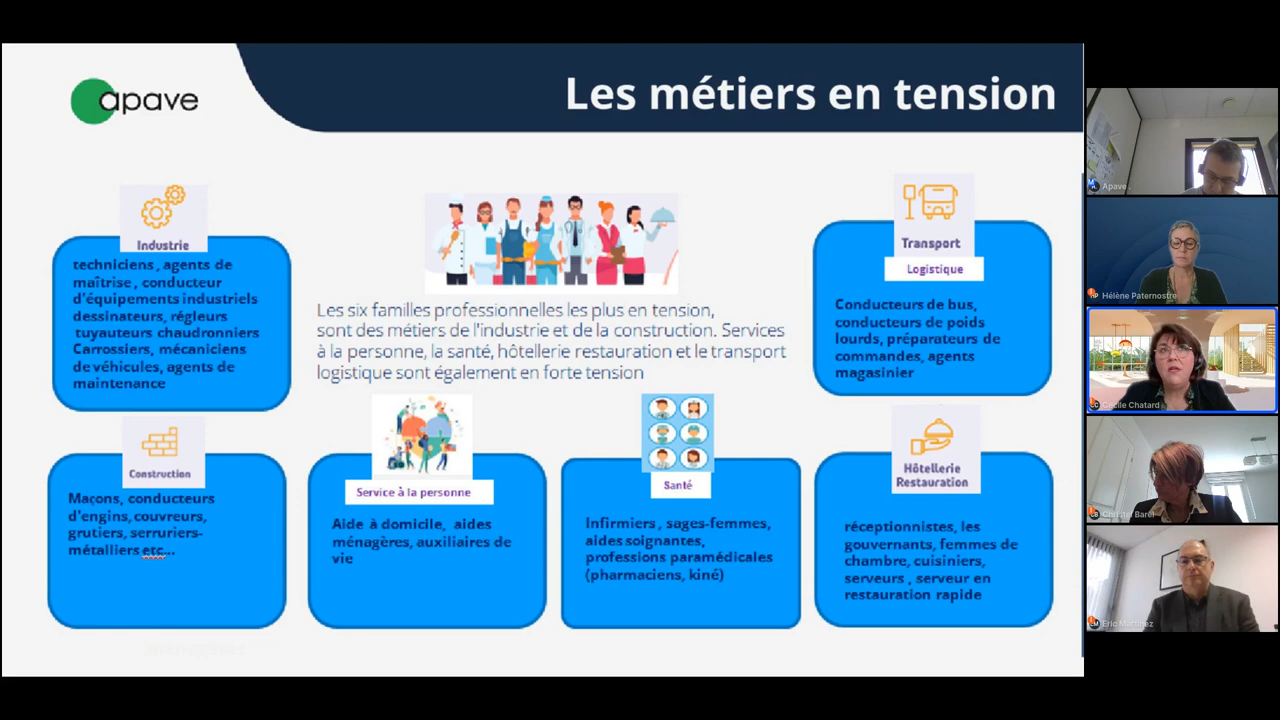 apave
Les métiers en tension
Industrie
techniciens, agents de
maîtrise, conducteur
d'équipements industriels
dessinateurs, régleurs
tuyauteurs chaudronniers
Carrossiers, mécaniciens
de véhicules, agents de
maintenance
Les six familles professionnelles les plus en tension,
sont des métiers de l'industrie et de la construction. Services
à la personne, la santé, hôtellerie restauration et le transport
logistique sont également en forte tension
Transport
Logistique
Conducteurs de bus,
conducteurs de poids
lourds, préparateurs de
commandes, agents
magasinier
Construction
Maçons, conducteurs
d'engins, couvreurs,
grutiers, serruriers-
métalliers etc...
Service à la personne
Aide à domicile, aides
ménagères, auxiliaires de
vie
Santé
Infirmiers, sages-femmes,
aides soignantes,
professions paramédicales
(pharmaciens, kiné)
Hôtellerie
Restauration
réceptionnistes, les
gouvernants, femmes de
chambre, cuisiniers,
serveurs, serveur en
restauration rapide
Apave
Hélène Paternostre
Cécile Chatard
Christel Barel
Eric Martinez